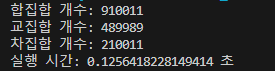 합집합 개수: 910011
교집합 개수: 489989
차집합 개수: 210011
실행 시간: 0.1256418228149414 초